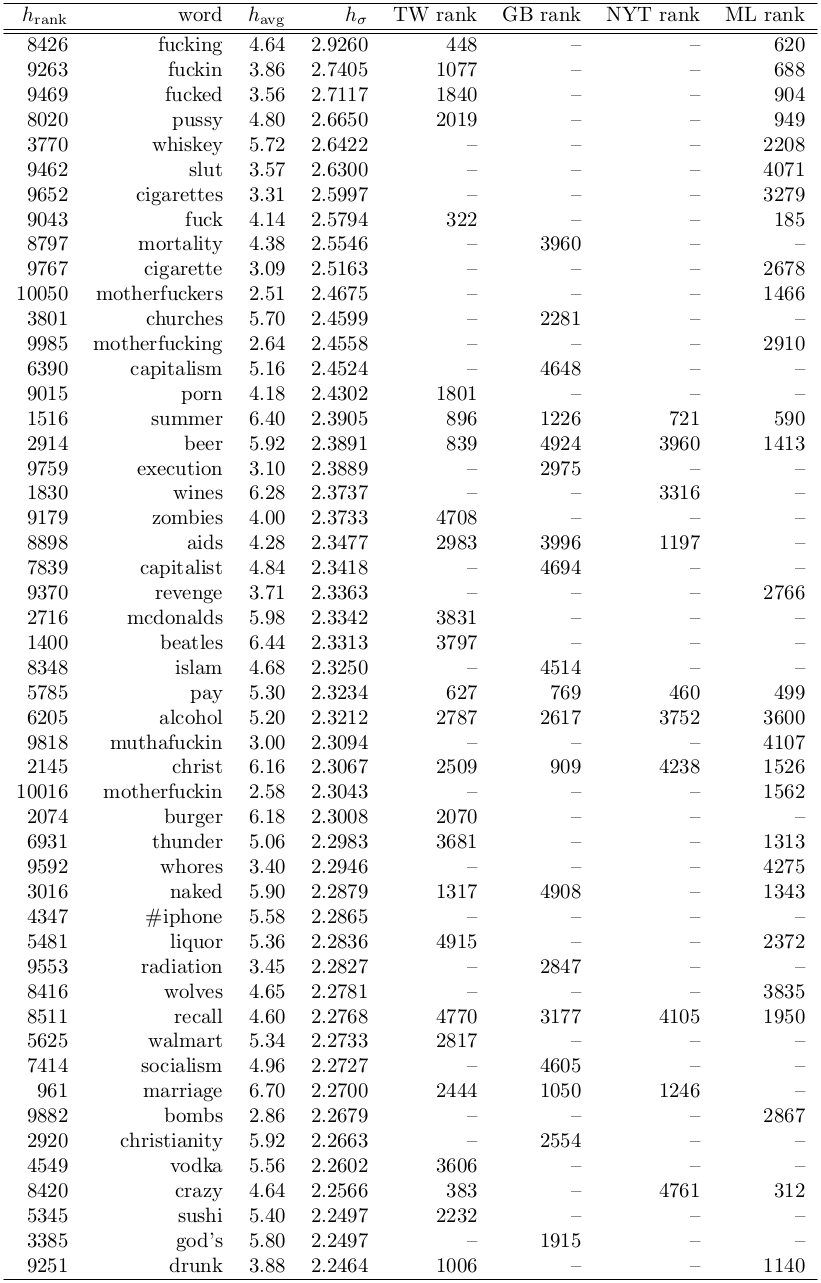 h_rank word h_avg h_σ TW rank GB rank NYT rank ML rank
8426 fucking 4.64 2.9260 448 – – 620
9263 fuckin 3.86 2.7405 1077 – – 688
9469 fucked 3.56 2.7117 1840 – – 904
8020 pussy 4.80 2.6650 2019 – – 949
3770 whiskey 5.72 2.6422 – – – 2208
9462 slut 3.57 2.6300 – – – 4071
9652 cigarettes 3.31 2.5997 – – – 3279
9043 fuck 4.14 2.5794 322 – – 185
8797 mortality 4.38 2.5546 – 3960 – –
9767 cigarette 3.09 2.5163 – – – 2678
10050 motherfuckers 2.51 2.4675 – – – 1466
3801 churches 5.70 2.4599 – 2281 – –
9985 motherfucking 2.64 2.4558 – – – 2910
6390 capitalism 5.16 2.4524 – 4648 – –
9015 porn 4.18 2.4302 1801 – – –
1516 summer 6.40 2.3905 896 1226 721 590
2914 beer 5.92 2.3891 839 4924 3960 1413
9759 execution 3.10 2.3889 – 2975 – –
1830 wines 6.28 2.3737 – – 3316 –
9179 zombies 4.00 2.3733 4708 – – –
8898 aids 4.28 2.3477 2983 3996 1197 –
7839 capitalist 4.84 2.3418 – 4694 – –
9370 revenge 3.71 2.3363 – – – 2766
2716 mcdonalds 5.98 2.3342 3831 – – –
1400 beatles 6.44 2.3313 3797 – – –
8348 islam 4.68 2.3250 – 4514 – –
5785 pay 5.30 2.3234 627 769 460 499
6205 alcohol 5.20 2.3212 2787 2617 3752 3600
9818 muthafuckin 3.00 2.3094 – – – 4107
2145 christ 6.16 2.3067 2509 909 4238 1526
10016 motherfuckin 2.58 2.3043 – – – 1562
2074 burger 6.18 2.3008 2070 – – –
6931 thunder 5.06 2.2983 3681 – – 1313
9592 whores 3.40 2.2946 – – – 4275
3016 naked 5.90 2.2879 1317 4908 – 1343
4347 #iphone 5.58 2.2865 – – – –
5481 liquor 5.36 2.2836 4915 – – 2372
9553 radiation 3.45 2.2827 – 2847 – –
8416 wolves 4.65 2.2781 – – – 3835
8511 recall 4.60 2.2768 4770 3177 4105 1950
5625 walmart 5.34 2.2733 2817 – – –
7414 socialism 4.96 2.2727 – 4605 – –
961 marriage 6.70 2.2700 2444 1050 1246 –
9882 bombs 2.86 2.2679 – – – 2867
2920 christianity 5.92 2.2663 – 2554 – –
4549 vodka 5.56 2.2602 3606 – – –
8420 crazy 4.64 2.2566 383 – 4761 312
5345 sushi 5.40 2.2497 2232 – – –
3385 god's 5.80 2.2497 – 1915 – –
9251 drunk 3.88 2.2464 1006 – – 1140